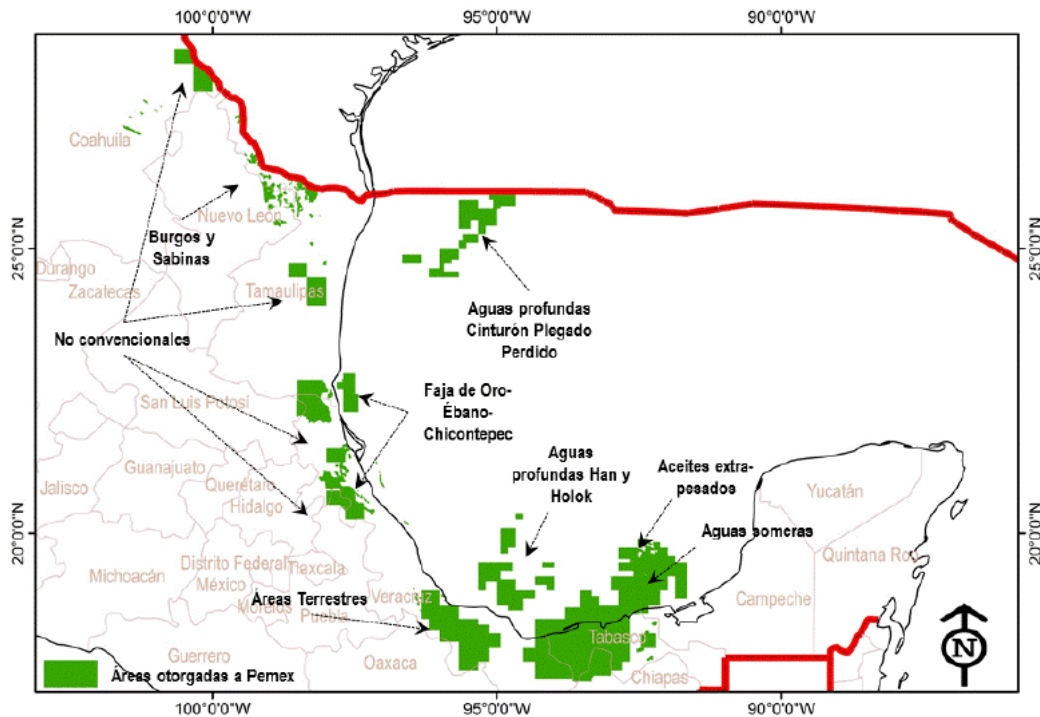 100°0'0"W
95°0'0"W
90°0'0"W
Coahuila
Nuevo León
Burgos y
Sabinas
25°0'0"N
25°0'0"N
Durango
Zacatecas
Tamaulipas
Aguas profundas
Cinturón Plegado
Perdido
No convencionales
San Luis Potosí
Faja de Oro-
Ébano-
Chicontepec
Guanajuato
Querétaro
Hidalgo
Jalisco
Aguas
profundas Han y
Holok
Aceites extra-
pesados
Yucatán
Aguas someras
20°0'0"N
20°0'0"N
Quintana Roo
Michoacán
Distrito Federal
México
Tlaxcala
Morelos
Puebla
Veracruz
Áreas Terrestres
Campeche
Tabasco
Guerrero
Oaxaca
Chiapas
N
Áreas otorgadas a Pemex
100°0'0"W
95°0'0"W
90°0'0"W